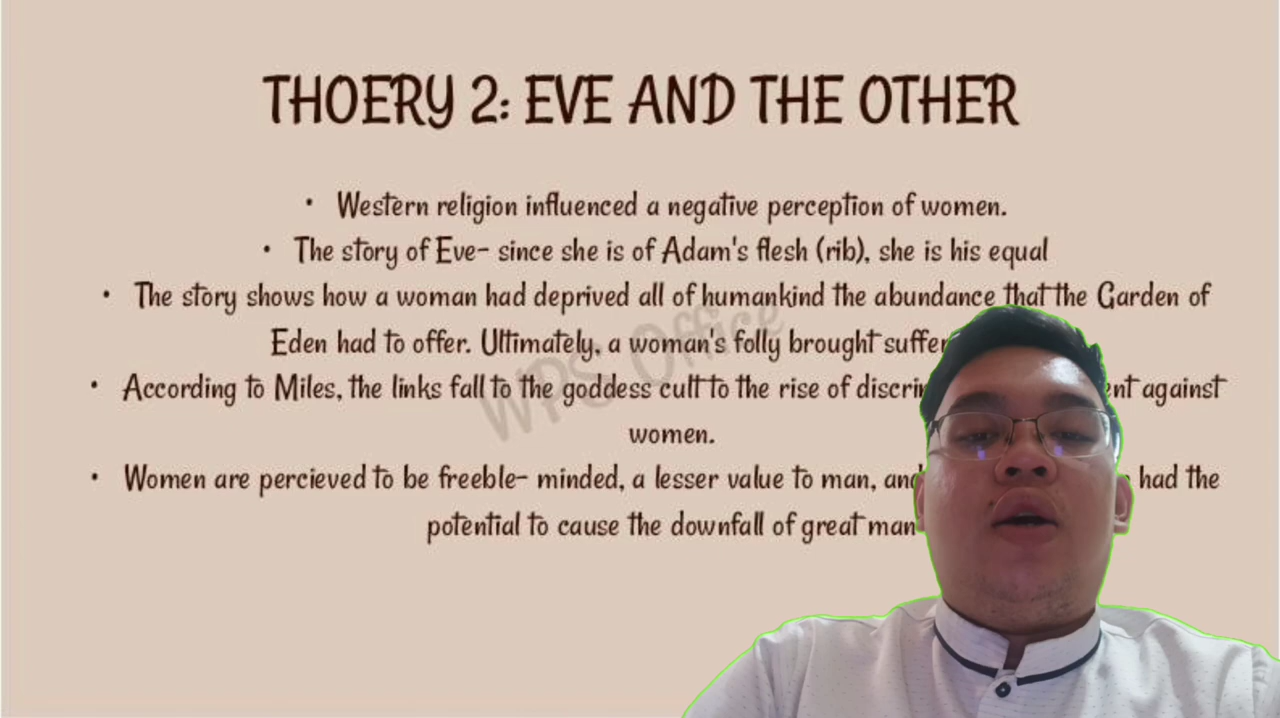 THOERY 2: EVE AND THE OTHER
• Western religion influenced a negative perception of women.
• The story of Eve- since she is of Adam's flesh (rib), she is his equal
• The story shows how a woman had deprived all of humankind the abundance that the Garden of
Eden had to offer. Ultimately, a woman's folly brought
• According to Miles, the links fall to the goddess cult to the rise of against
women.
• Women are percieved to be freeble- minded, a lesser value to man, and had the
potential to cause the downfall of great man
WPS Office